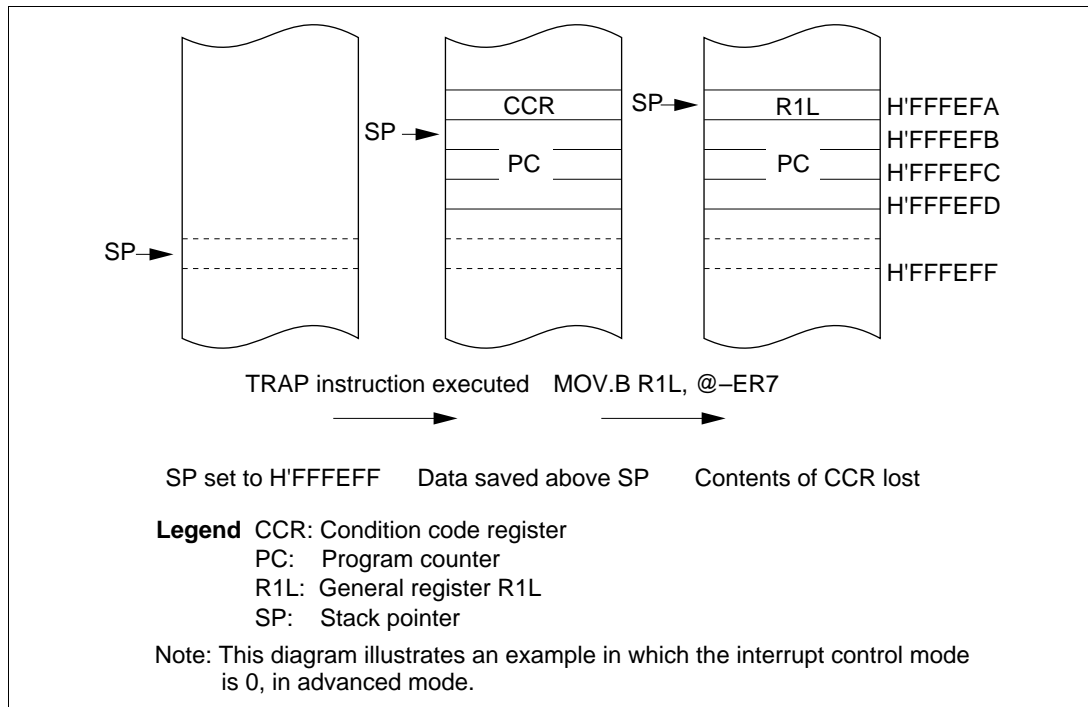 CCR
SP
R1L
H'FFFEFA
SP
H'FFFEFB
PC
PC
H'FFFEFC
H'FFFEFD
SP
H'FFFEFF
TRAP instruction executed
MOV.B R1L, @–ER7
SP set to H'FFFEFF
Data saved above SP
Contents of CCR lost
Legend CCR: Condition code register
PC: Program counter
R1L: General register R1L
SP: Stack pointer
Note: This diagram illustrates an example in which the interrupt control mode
is 0, in advanced mode.